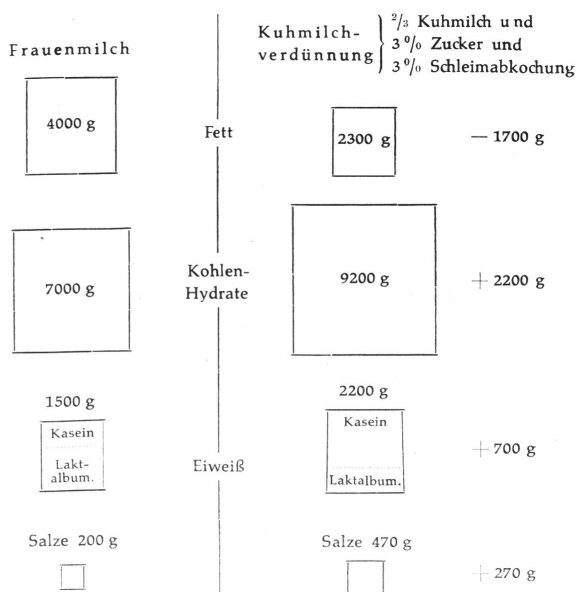 Frauenmilch
Kuhmilch-
verdünnung
2/3 Kuhmilch und
3 % Zucker und
3 % Schleimabkochung
4000 g
Fett
2300 g
— 1700 g
7000 g
Kohlen-
Hydrate
9200 g
+ 2200 g
1500 g
Kasein
Lakt-
album.
Eiweiß
2200 g
Kasein
Laktalbum.
+ 700 g
Salze 200 g
Salze 470 g
+ 270 g